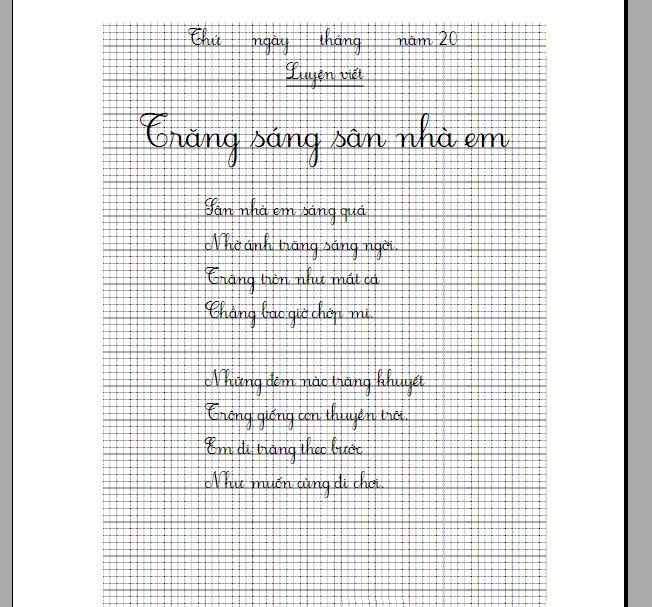 Thứ ngày tháng năm 20
Luyện viết
Trăng sáng sân nhà em
Sân nhà em sáng quá
Nhờ ánh trăng sáng ngời.
Trăng tròn như mắt cá
Chẳng bao giờ chớp mi.
Những đêm nào trăng khuyết
Trông giống con thuyền trôi.
Em đi trăng theo bước
Như muốn cùng đi chơi.